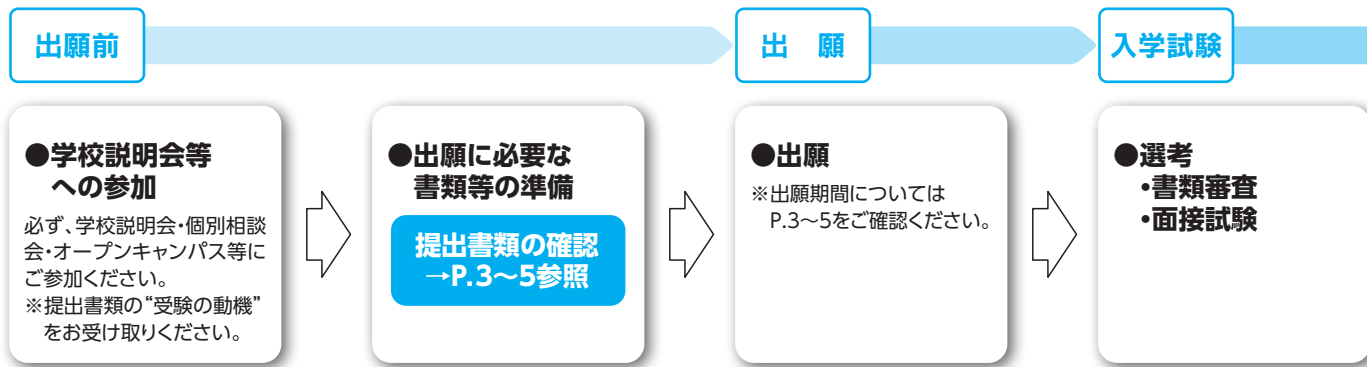 出願前
出　願
入学試験
●学校説明会等
への参加
必ず、学校説明会・個別相談
会・オープンキャンパス等に
ご参加ください。
※提出書類の“受験の動機”
をお受け取りください。
●出願に必要な
書類等の準備
提出書類の確認
→P.3～5参照
●出願
※出願期間については
P.3～5をご確認ください。
●選考
・書類審査
・面接試験